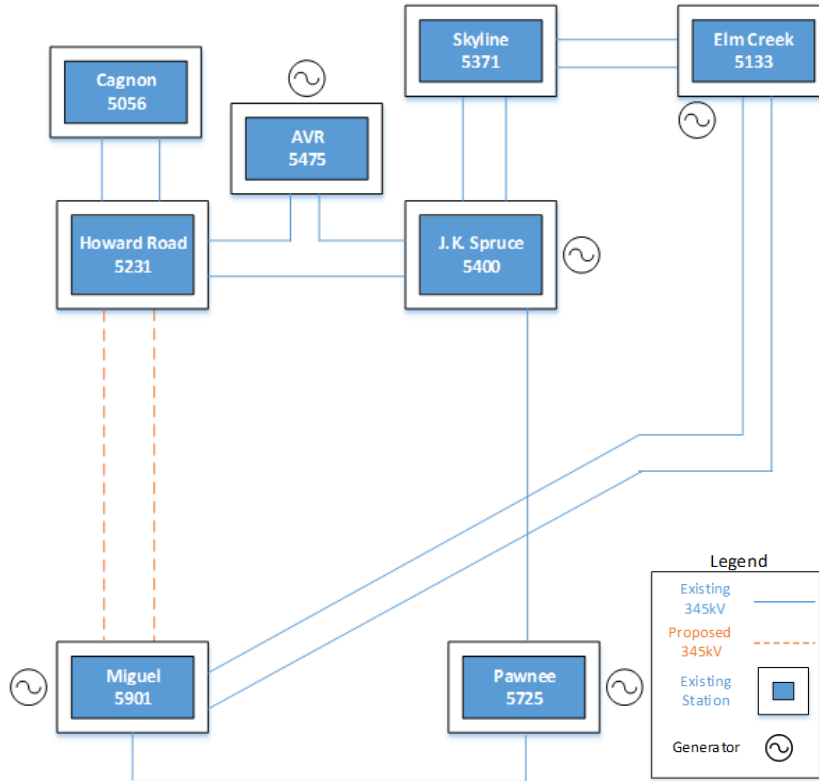 Skyline
5371
Elm Creek
5133
Cagnon
5056
AVR
5475
Howard Road
5231
J. K. Spruce
5400
Miguel
5901
Pawnee
5725
Legend
Existing
345kV
Proposed
345kV
Existing
Station
Generator